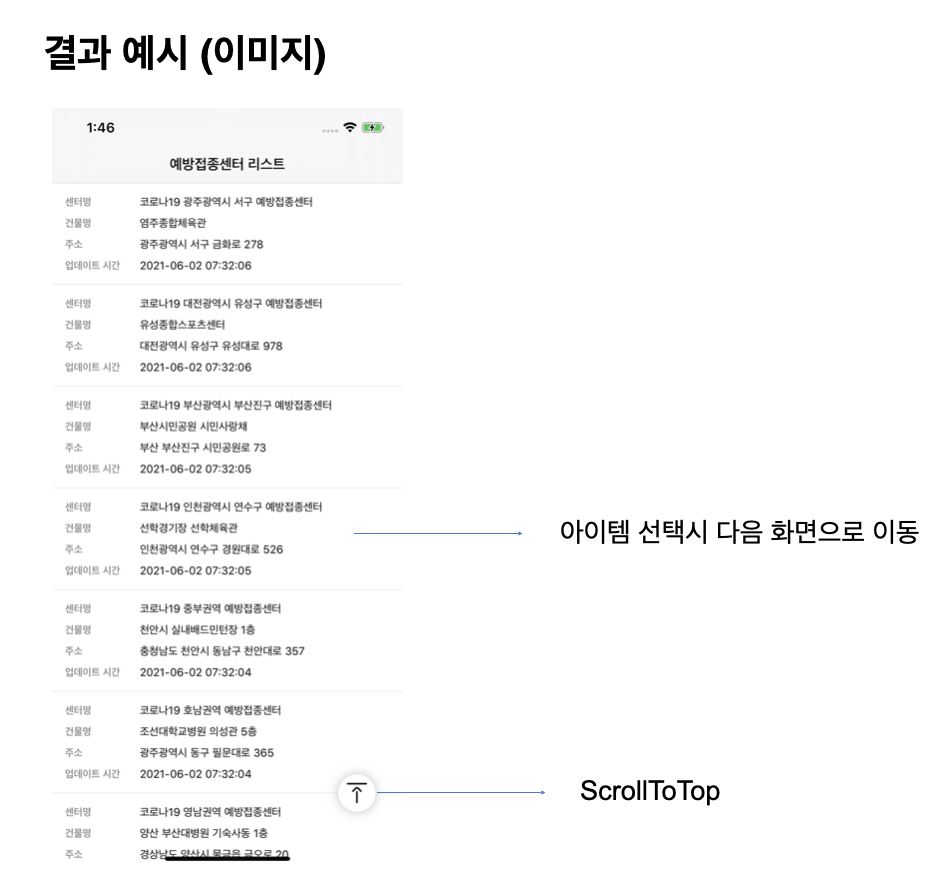 결과 예시 (이미지)
1:46
예방접종센터 리스트
센터명 코로나19 광주광역시 서구 예방접종센터
건물명 염주종합체육관
주소 광주광역시 서구 금화로 278
업데이트 시간 2021-06-02 07:32:06
센터명 코로나19 대전광역시 유성구 예방접종센터
건물명 유성종합스포츠센터
주소 대전광역시 유성구 유성대로 978
업데이트 시간 2021-06-02 07:32:06
센터명 코로나19 부산광역시 부산진구 예방접종센터
건물명 부산시민공원 시민사랑채
주소 부산 부산진구 시민공원로 73
업데이트 시간 2021-06-02 07:32:05
센터명 코로나19 인천광역시 연수구 예방접종센터
건물명 선학경기장 선학체육관
주소 인천광역시 연수구 경원대로 526
업데이트 시간 2021-06-02 07:32:05
아이템 선택시 다음 화면으로 이동
센터명 코로나19 중부권역 예방접종센터
건물명 천안시 실내배드민턴장 1층
주소 충청남도 천안시 동남구 천안대로 357
업데이트 시간 2021-06-02 07:32:04
센터명 코로나19 호남권역 예방접종센터
건물명 조선대학교병원 의성관 5층
주소 광주광역시 동구 필문대로 365
업데이트 시간 2021-06-02 07:32:04
ScrollToTop
센터명 코로나19 영남권역 예방접종센터
건물명 양산 부산대병원 기숙사동 1층
주소 경상남도 양산시 물금읍 금오로 20